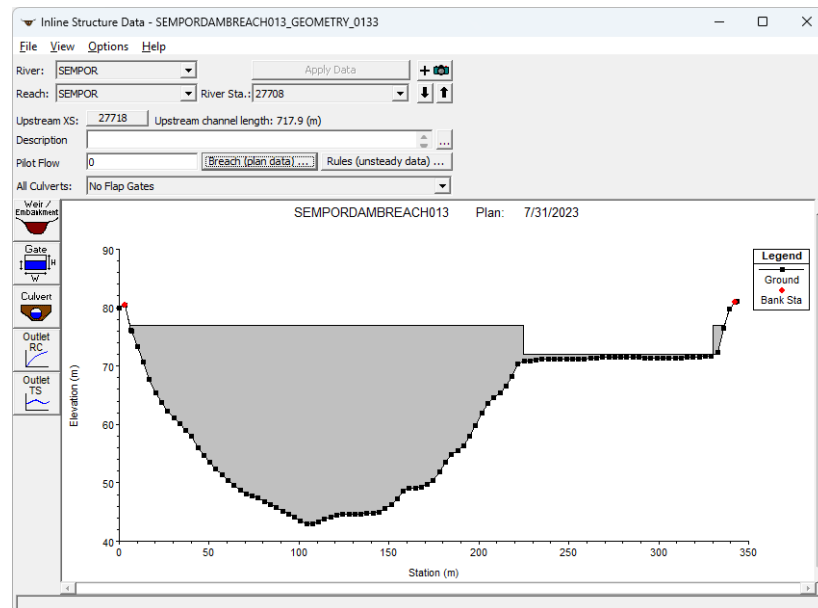 Inline Structure Data - SEMPORDAMBREACH013_GEOMETRY_0133
File View Options Help
River: SEMPOR Apply Data
Reach: SEMPOR River Sta.: 27708
Upstream XS: 27718 Upstream channel length: 717.9 (m)
Description ...
Pilot Flow 0 Breach (plan data) ... Rules (unsteady data) ...
All Culverts: No Flap Gates
Weir /
Embankment
Gate
H
W
Culvert
Outlet
RC
Outlet
TS
SEMPORDAMBREACH013 Plan: 7/31/2023
90
80
70
60
50
40
Elevation (m)
0 50 100 150 200 250 300 350
Station (m)
Legend
Ground
Bank Sta